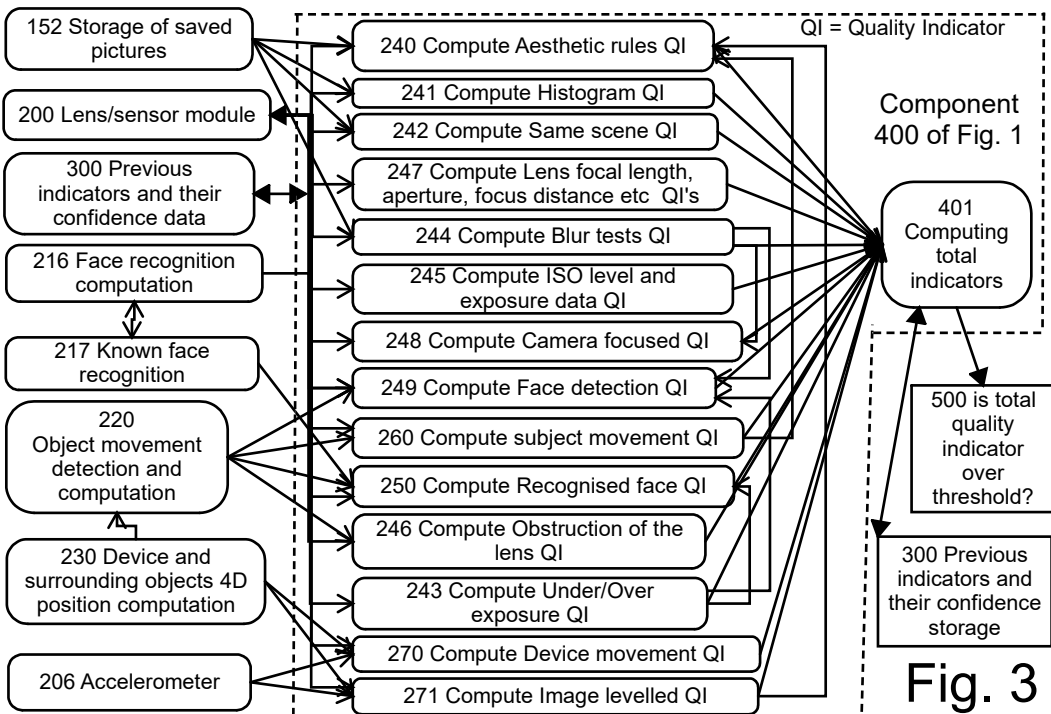 152 Storage of saved
pictures
200 Lens/sensor module
300 Previous
indicators and their
confidence data
216 Face recognition
computation
217 Known face
recognition
220
Object movement
detection and
computation
230 Device and
surrounding objects 4D
position computation
206 Accelerometer
240 Compute Aesthetic rules QI
241 Compute Histogram QI
242 Compute Same scene QI
247 Compute Lens focal length,
aperture, focus distance etc QI's
244 Compute Blur tests QI
245 Compute ISO level and
exposure data QI
248 Compute Camera focused QI
249 Compute Face detection QI
260 Compute subject movement QI
250 Compute Recognised face QI
246 Compute Obstruction of the
lens QI
243 Compute Under/Over
exposure QI
270 Compute Device movement QI
271 Compute Image levelled QI
QI = Quality Indicator
Component
400 of Fig. 1
401
Computing
total
indicators
500 is total
quality
indicator
over
threshold?
300 Previous
indicators and
their confidence
storage
Fig. 3